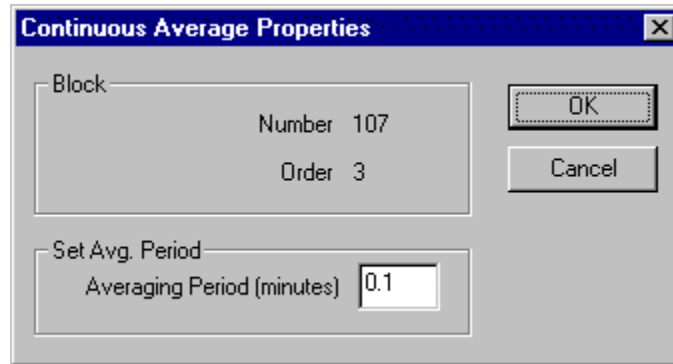 Continuous Average Properties
Block
Number 107
OK
Order 3
Cancel
Set Avg. Period
Averaging Period (minutes) 0.1